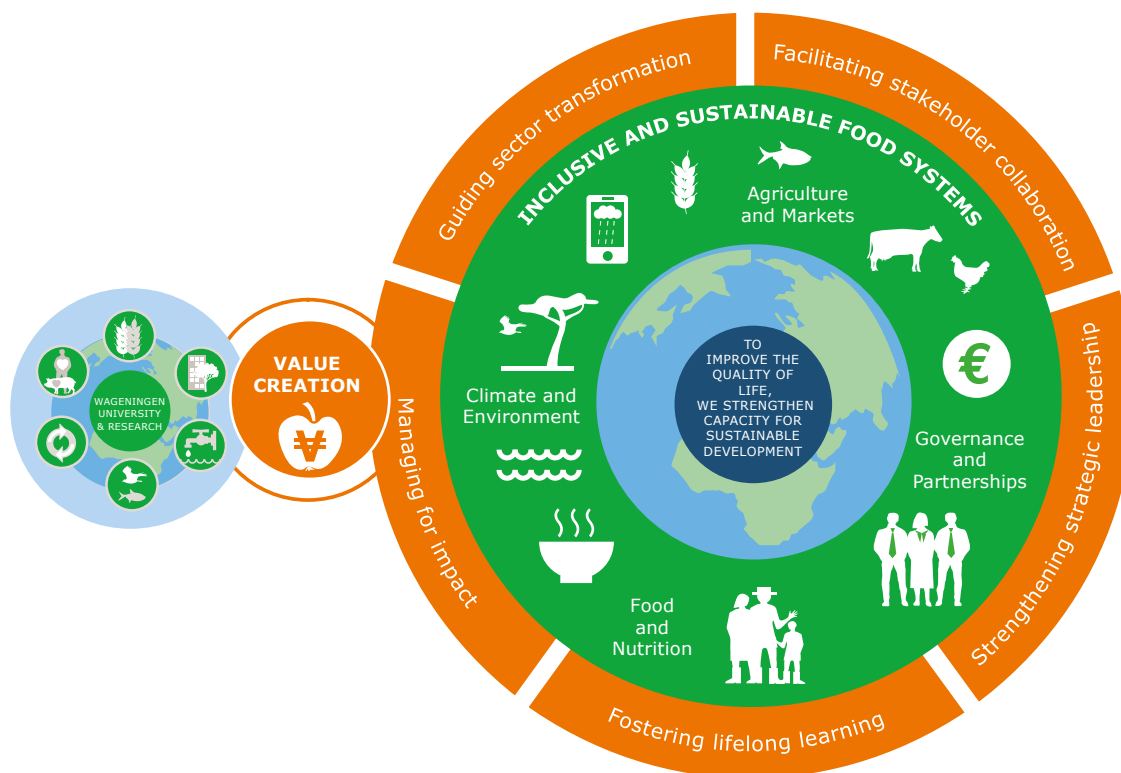 Guiding sector transformation
Facilitating stakeholder collaboration
INCLUSIVE AND SUSTAINABLE FOOD SYSTEMS
Agriculture
and Markets
WAGENINGEN
UNIVERSITY
& RESEARCH
VALUE
CREATION
Managing for impact
Climate and
Environment
TO
IMPROVE THE
QUALITY OF
LIFE,
WE STRENGTHEN
CAPACITY FOR
SUSTAINABLE
DEVELOPMENT
€
Governance
and
Partnerships
Strengthening strategic leadership
Food
and
Nutrition
Fostering lifelong learning